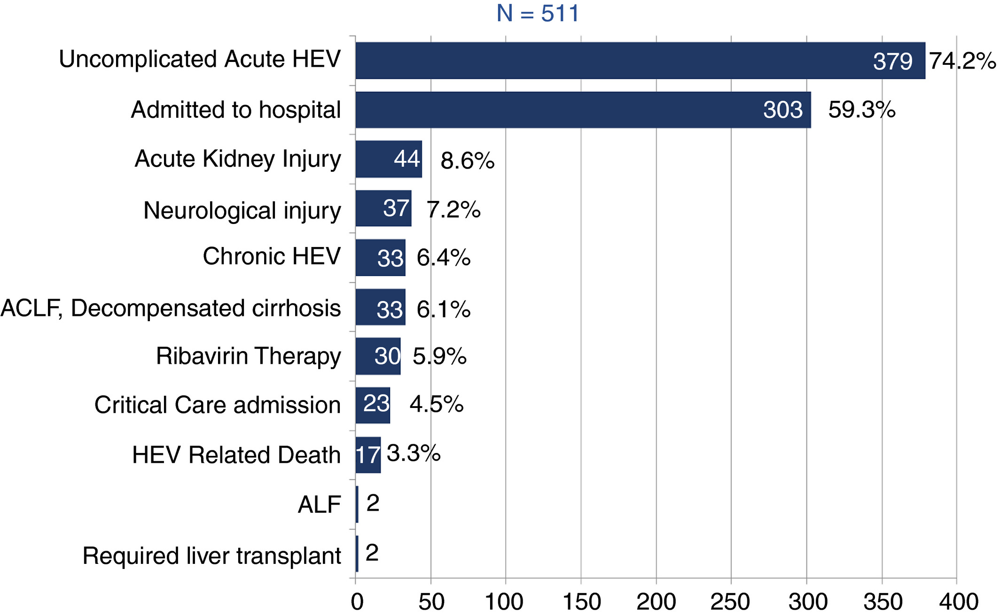 N = 511
Uncomplicated Acute HEV 379 74.2%
Admitted to hospital 303 59.3%
Acute Kidney Injury 44 8.6%
Neurological injury 37 7.2%
Chronic HEV 33 6.4%
ACLF, Decompensated cirrhosis 33 6.1%
Ribavirin Therapy 30 5.9%
Critical Care admission 23 4.5%
HEV Related Death 17 3.3%
ALF 2
Required liver transplant 2
0 50 100 150 200 250 300 350 400